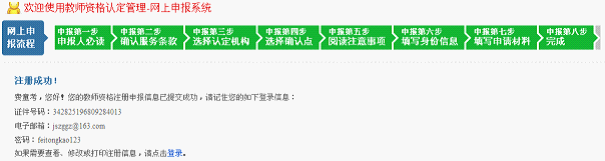 欢迎使用教师资格认定管理-网上申报系统
网上申报流程
申报第一步 申报人必读
申报第二步 确认服务条款
申报第三步 选择认定机构
申报第四步 选择确认点
申报第五步 阅读注意事项
申报第六步 填写身份信息
申报第七步 填写申请材料
申报第八步 完成
注册成功！
费童考，您好！您的教师资格注册申报信息已提交成功，请记住您的如下登录信息：
证件号码：342825196809284013
电子邮箱：jszggz@163.com
密码：feitongkao123
如果需要查看、修改或打印注册信息，请点击登录。